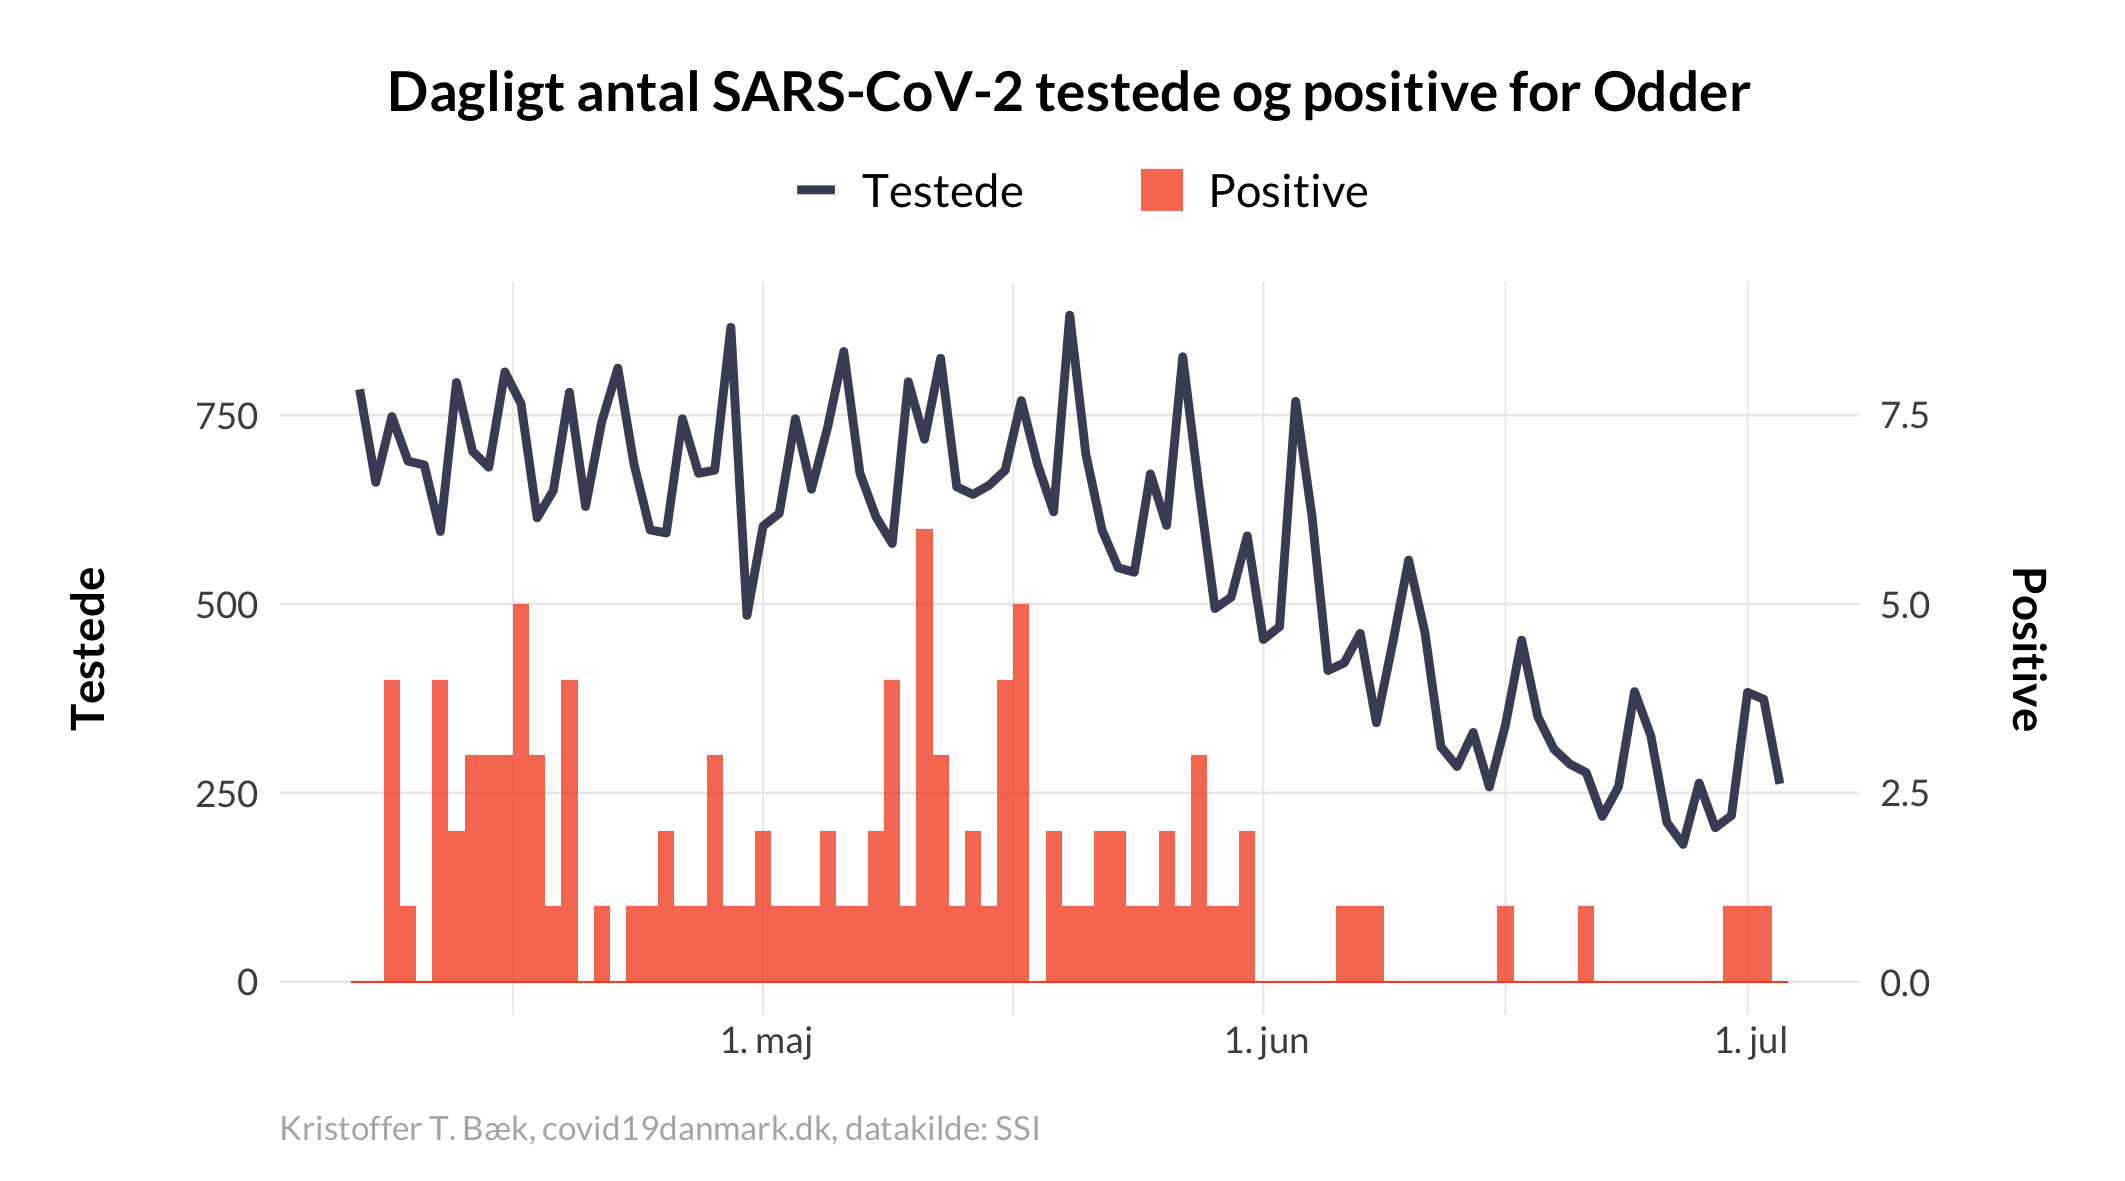 Dagligt antal SARS-CoV-2 testede og positive for Odder
Testede
Positive
750
500
250
0
7.5
5.0
2.5
0.0
Testede
Positive
1. maj
1. jun
1. jul
Kristoffer T. Bæk, covid19danmark.dk, datakilde: SSI